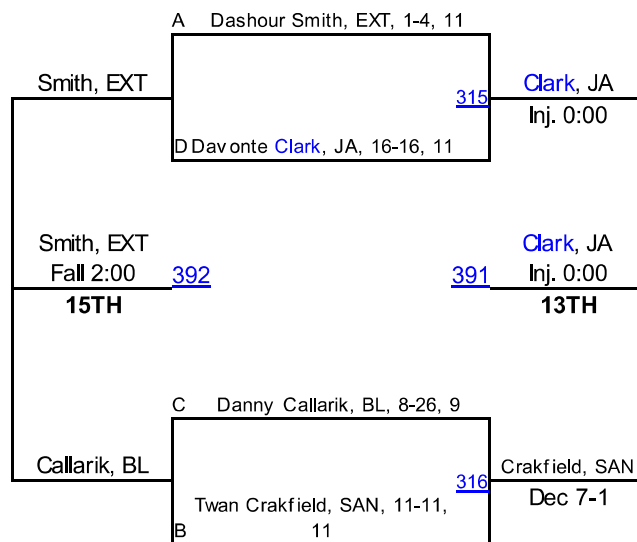 A Dashour Smith, EXT, 1-4, 11
Smith, EXT
Clark, JA
315
Inj. 0:00
D Davonte Clark, JA, 16-16, 11
Smith, EXT
Clark, JA
Fall 2:00
392
391
Inj. 0:00
15TH
13TH
C Danny Callarik, BL, 8-26, 9
Callarik, BL
Crakfield, SAN
316
Dec 7-1
Twan Crakfield, SAN, 11-11,
B 11